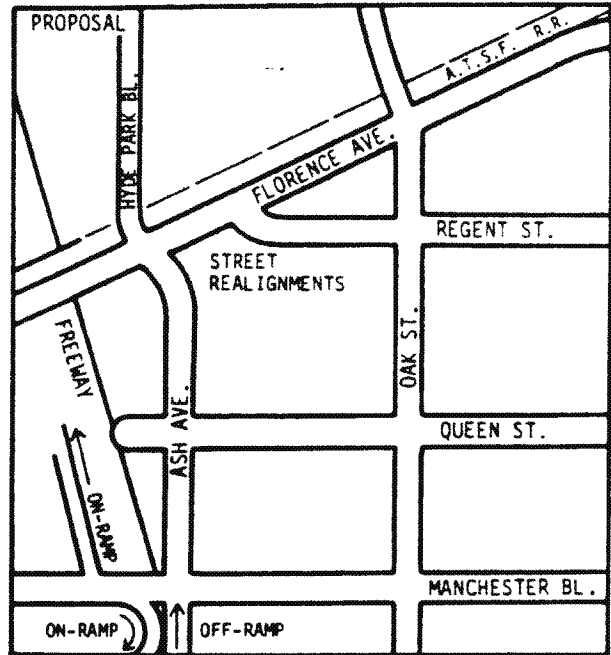 PROPOSAL
HYDE PARK BL.
A.T.S.F. R.R.
FLORENCE AVE.
REGENT ST.
STREET
REALIGNMENTS
FREEWAY
OAK ST.
ASH AVE.
QUEEN ST.
ON-RAMP
MANCHESTER BL.
ON-RAMP
OFF-RAMP